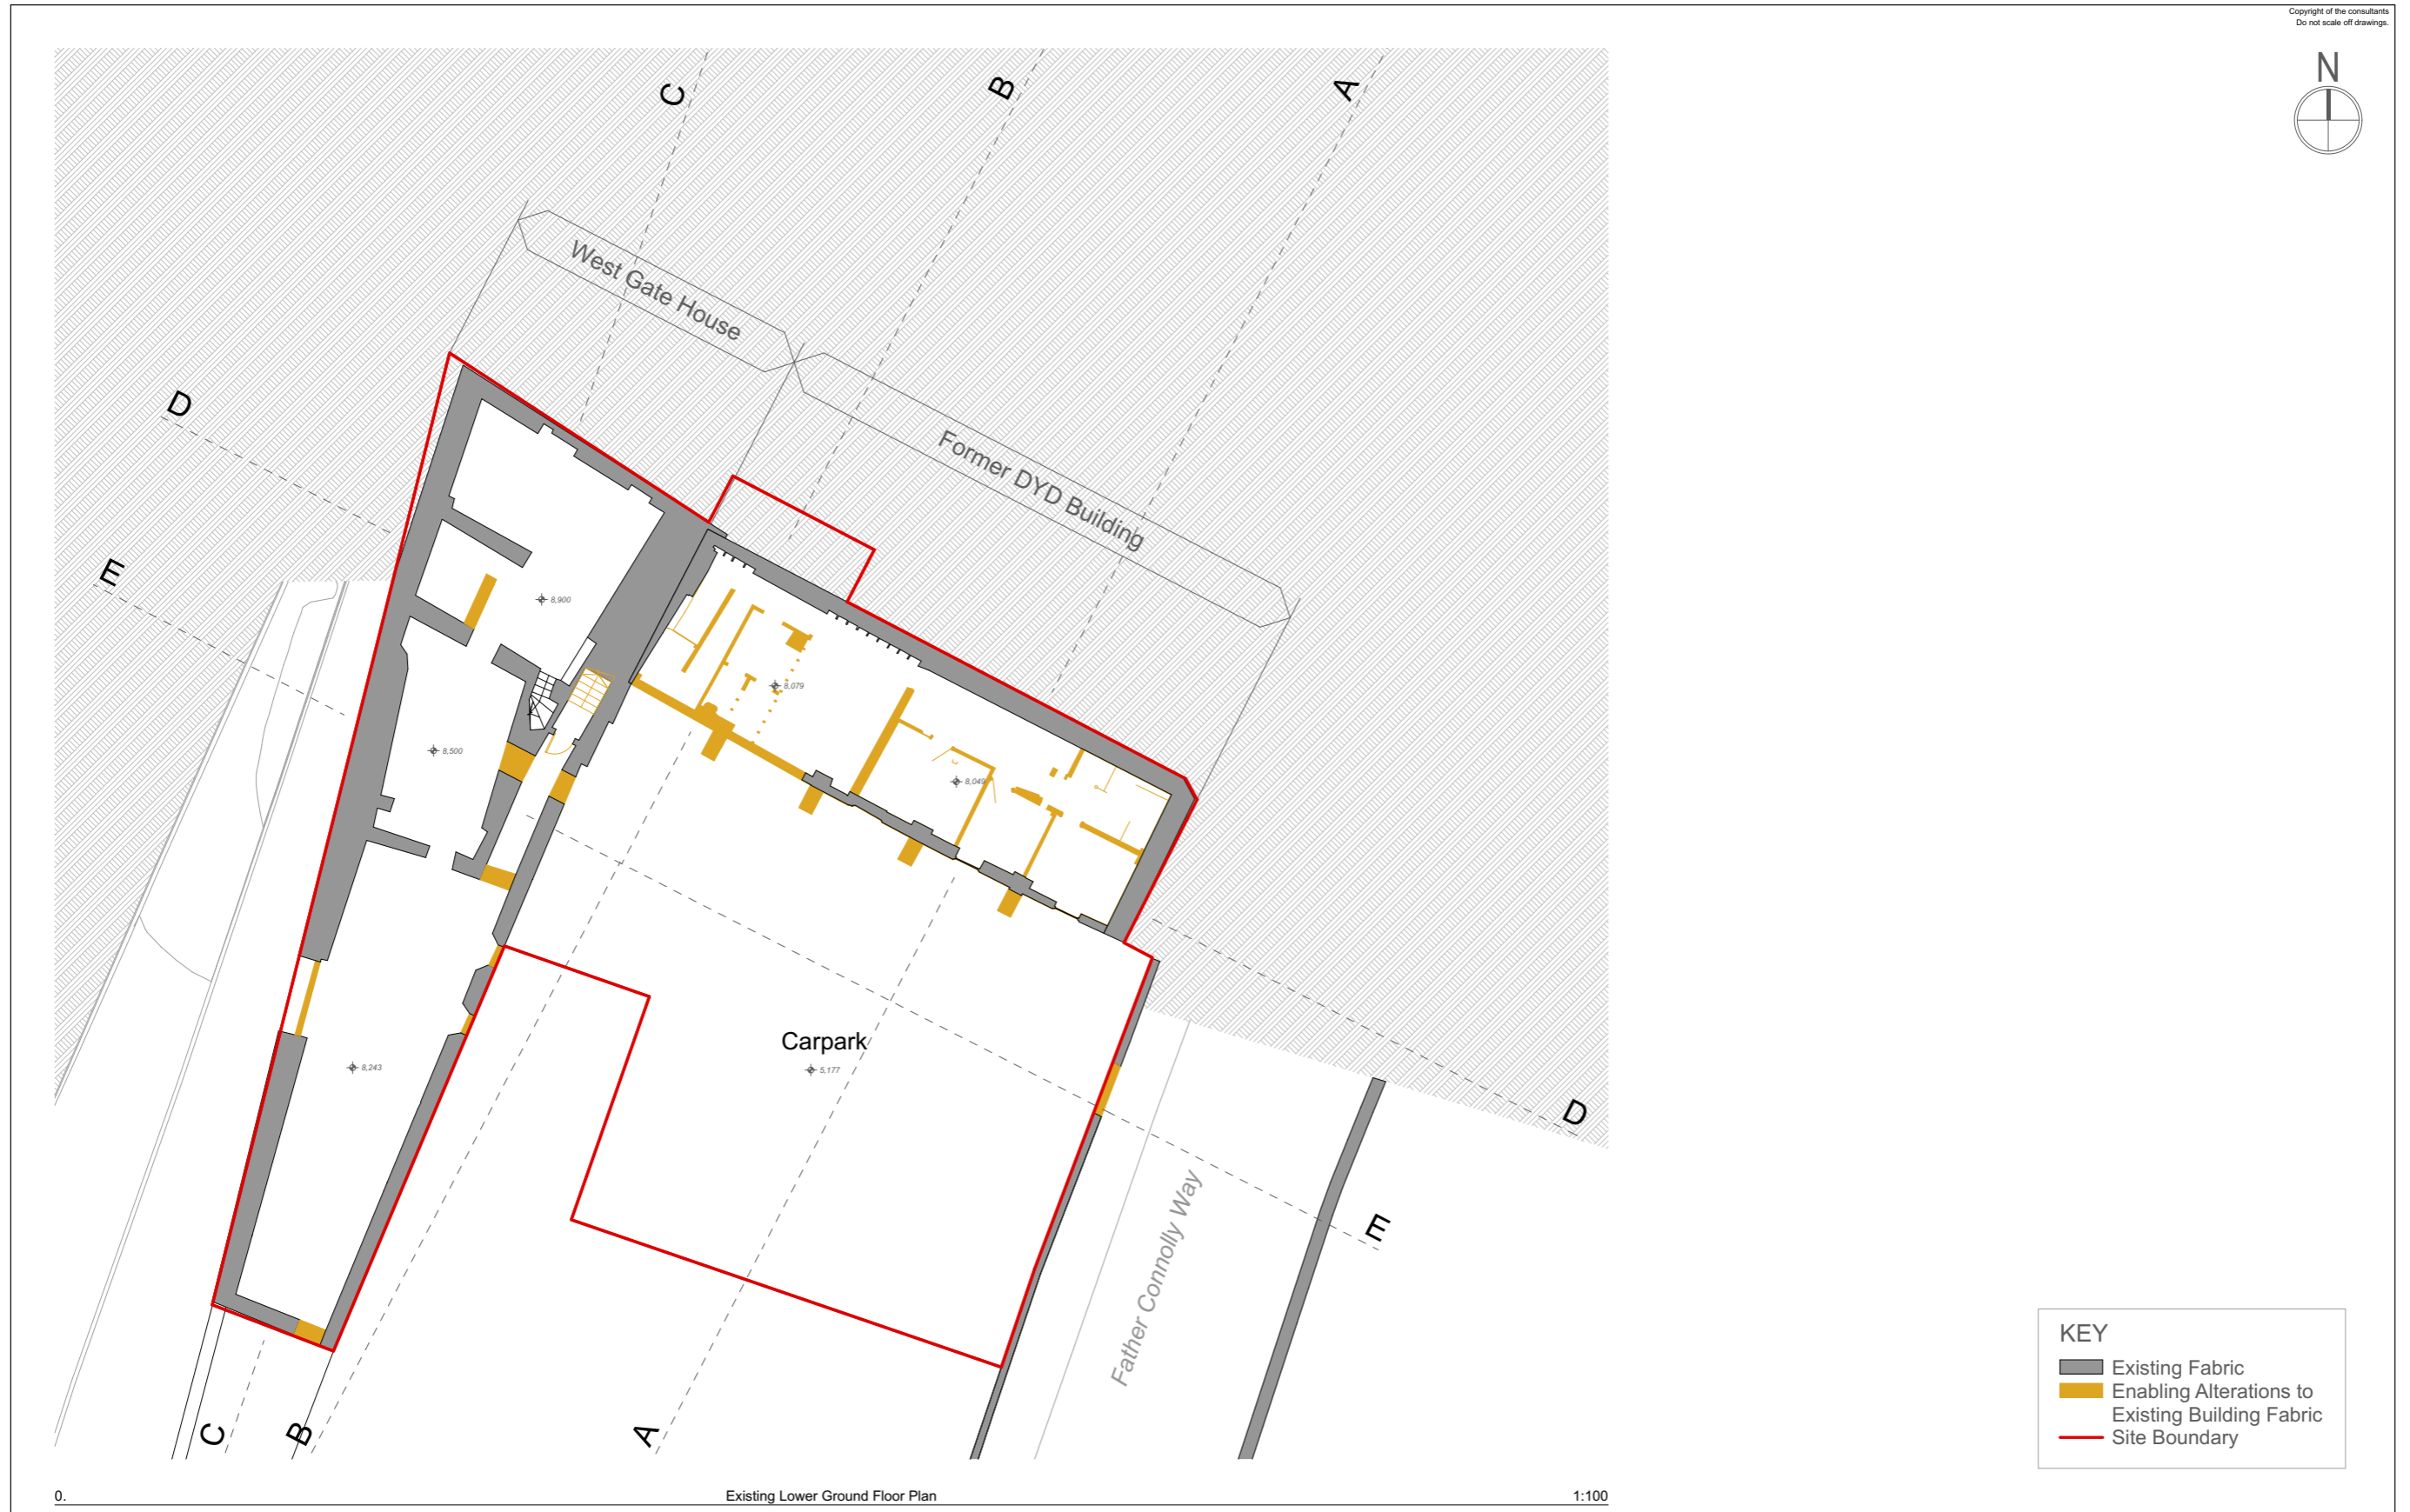 Copyright of the consultants
Do not scale off drawings.
N
C
B
A
West Gate House
Former DYD Building
D
E
8,900
8,079
8,500
8,049
Carpark
5,177
8,243
D
E
Father Connolly Way
C
B
A
KEY
Existing Fabric
Enabling Alterations to
Existing Building Fabric
Site Boundary
0.
Existing Lower Ground Floor Plan
1:100